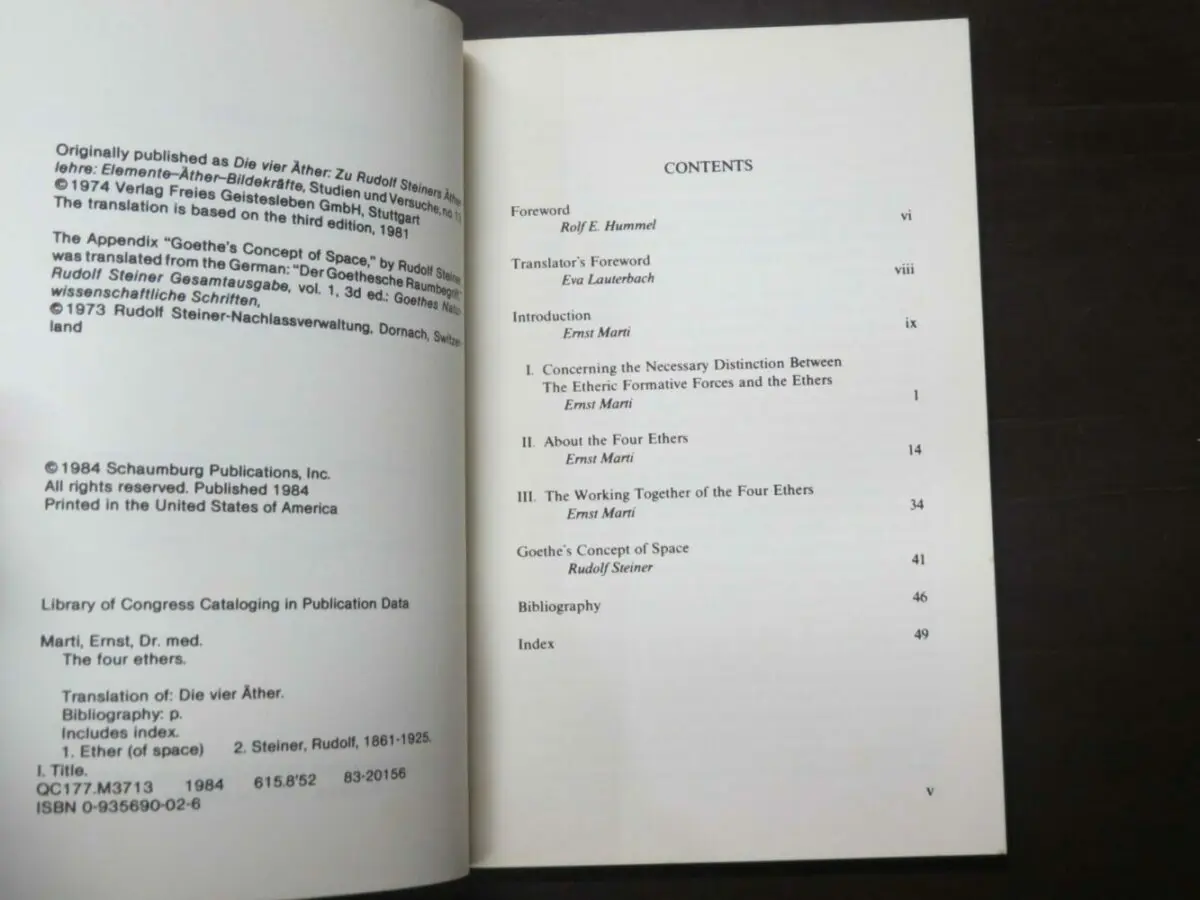 Originally published as Die vier Äther: Zu Rudolf Steiners Äther-
lehre: Elemente–Äther–Bildekräfte, Studien und Versuche, no
© 1974 Verlag Freies Geistesleben GmbH, Stuttgart
The translation is based on the third edition, 1981
The Appendix "Goethe's Concept of Space," by Rudolf Steiner
was translated from the German: "Der Goethesche Raumbegriff"
Rudolf Steiner Gesamtausgabe, vol. 1, 3d ed.: Goethes Natur-
wissenschaftliche Schriften,
© 1973 Rudolf Steiner-Nachlassverwaltung, Dornach, Switzer-
land
© 1984 Schaumburg Publications, Inc.
All rights reserved. Published 1984
Printed in the United States of America
Library of Congress Cataloging in Publication Data
Marti, Ernst, Dr. med.
The four ethers.
Translation of: Die vier Äther.
Bibliography: p.
Includes index.
1. Ether (of space) 2. Steiner, Rudolf, 1861-1925.
I. Title.
QC177.M3713 1984 615.8'52 83-20156
ISBN 0-935690-02-6
CONTENTS
Foreword vi
Rolf E. Hummel
Translator's Foreword viii
Eva Lauterbach
Introduction ix
Ernst Marti
I. Concerning the Necessary Distinction Between
The Etheric Formative Forces and the Ethers 1
Ernst Marti
II. About the Four Ethers 14
Ernst Marti
III. The Working Together of the Four Ethers 34
Ernst Marti
Goethe's Concept of Space 41
Rudolf Steiner
Bibliography 46
Index 49
v